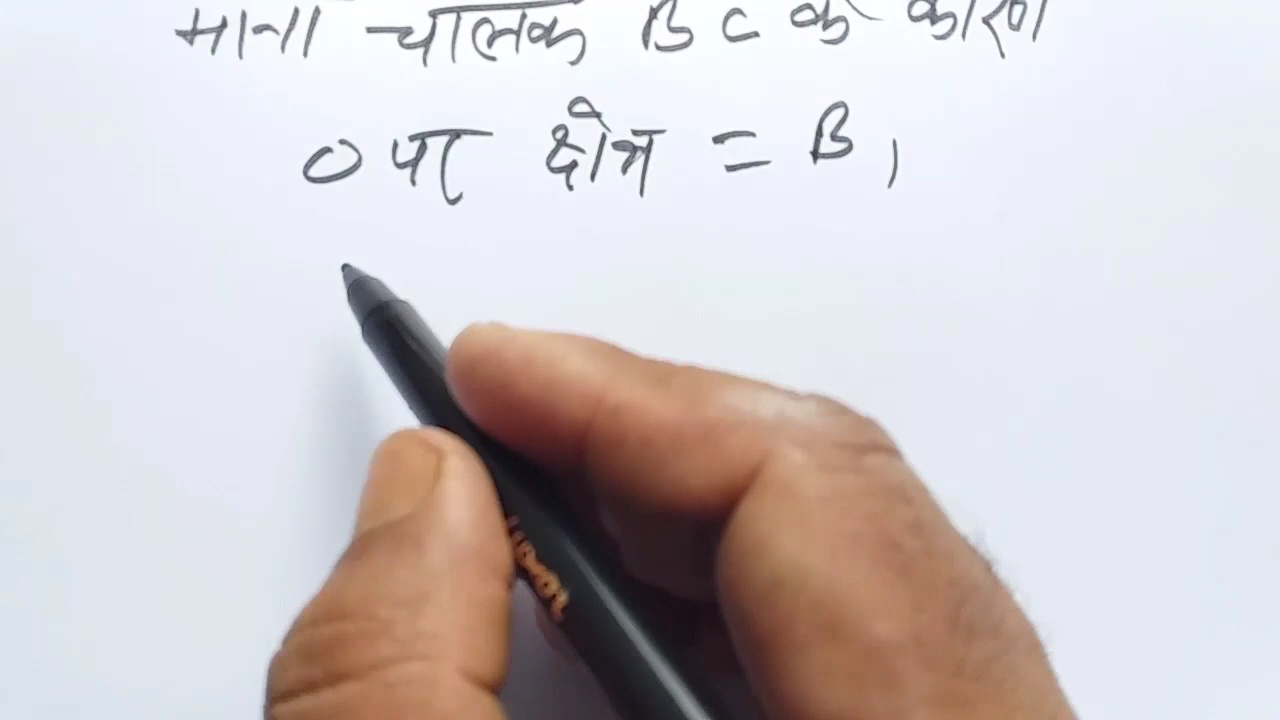 माना चालक BC के कारण
O पर क्षेत्र = B1